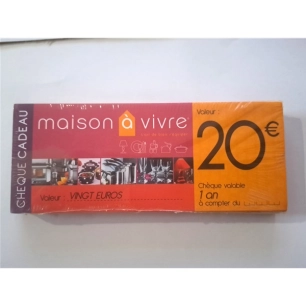 CHEQUE CADEAU
maison à vivre
Valeur : VINGT EUROS
Valeur
20€
Chèque valable
1 an
à compter du